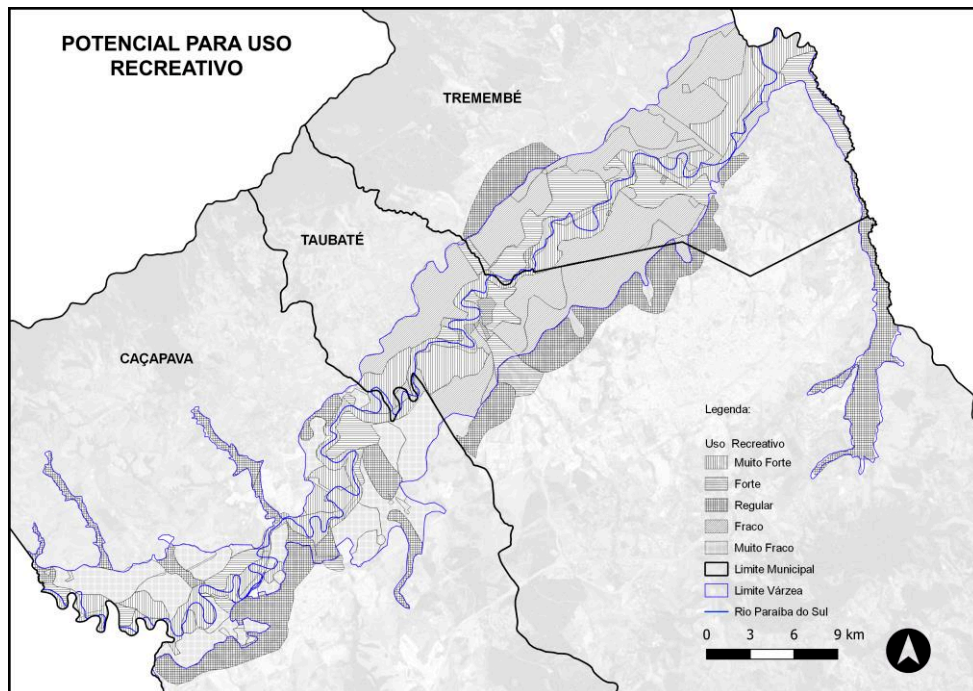 POTENCIAL PARA USO
RECREATIVO
TREMEMBÉ
TAUBATÉ
CAÇAPAVA
Legenda:
Uso Recreativo
Muito Forte
Forte
Regular
Fraco
Muito Fraco
Limite Municipal
Limite Várzea
Rio Paraíba do Sul
0 3 6 9 km